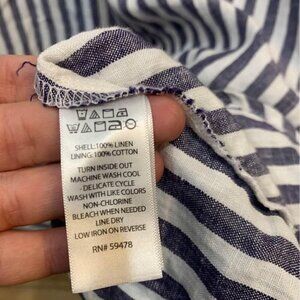 SHELL:100% LINEN
LINING: 100% COTTON
TURN INSIDE OUT
MACHINE WASH COOL
- DELICATE CYCLE
WASH WITH LIKE COLORS
NON-CHLORINE
BLEACH WHEN NEEDED
LINE DRY
LOW IRON ON REVERSE
RN# 59478